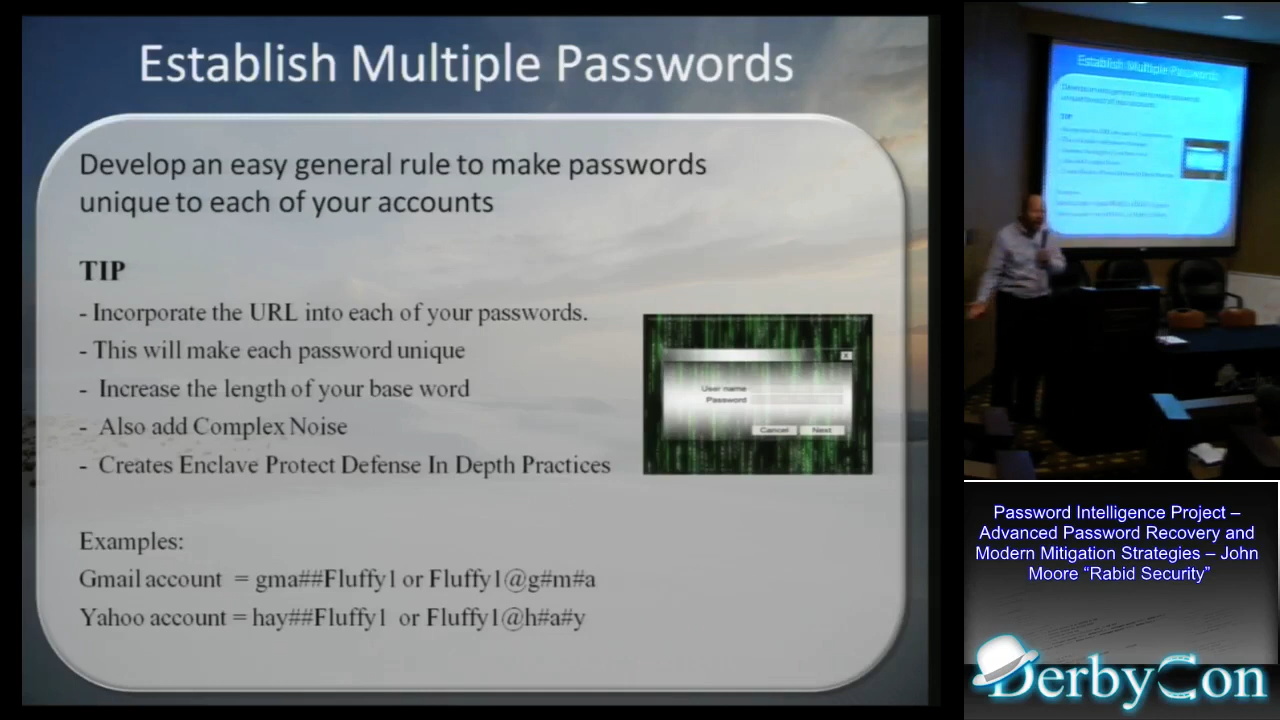 Establish Multiple Passwords
Develop an easy general rule to make passwords
unique to each of your accounts
TIP
- Incorporate the URL into each of your passwords.
- This will make each password unique
- Increase the length of your base word
- Also add Complex Noise
- Creates Enclave Protect Defense In Depth Practices
User name
Password
Cancel
Next
Examples:
Gmail account = gma##Fluffy1 or Fluffy1@g#m#a
Yahoo account = hay##Fluffy1 or Fluffy1@h#a#y
Establish Multiple Passwords
TIP
Password Intelligence Project –
Advanced Password Recovery and
Modern Mitigation Strategies – John
Moore “Rabid Security”
DerbyCon